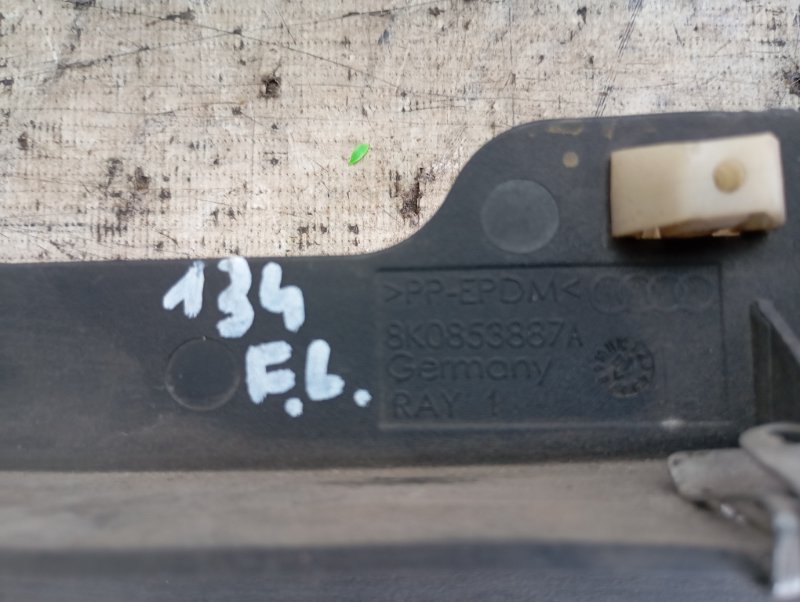 134
F.L.
>PP-EPDM<
8K0853887A
Germany
RAY 1